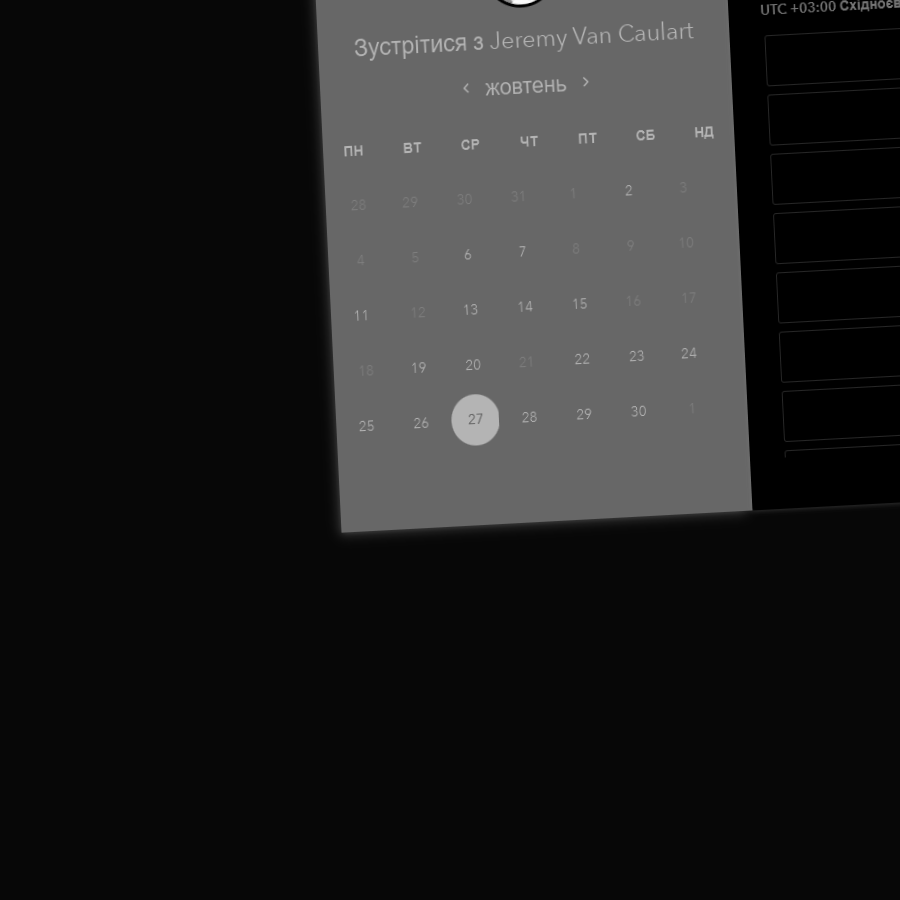 UTC +03:00
Зустрітися з Jeremy Van Caulart
‹ жовтень ›
ПН ВТ СР ЧТ ПТ СБ НД
28 29 30 31 1 2 3
4 5 6 7 8 9 10
11 12 13 14 15 16 17
18 19 20 21 22 23 24
25 26 27 28 29 30 1